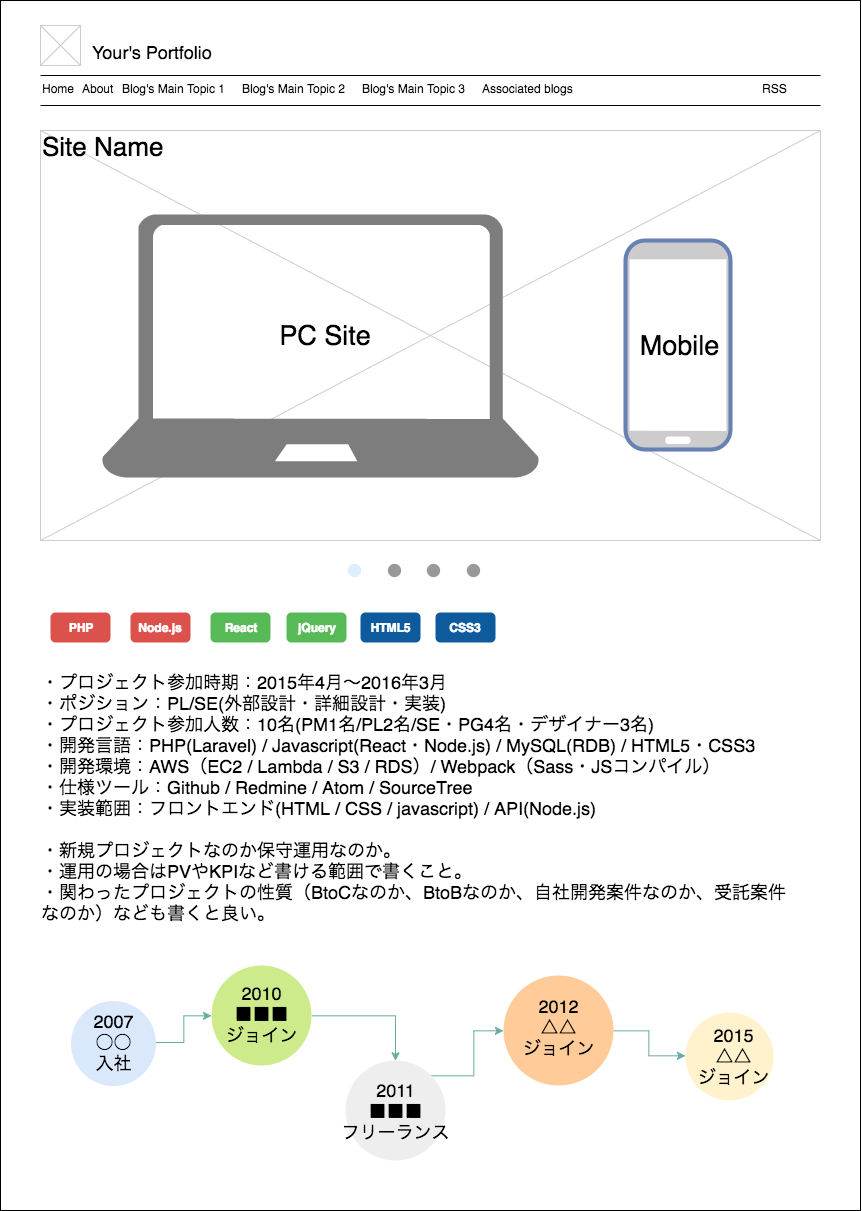 Your's Portfolio
Home About Blog's Main Topic 1 Blog's Main Topic 2 Blog's Main Topic 3 Associated blogs RSS
Site Name
PC Site
Mobile
PHP Node.js React jQuery HTML5 CSS3
・プロジェクト参加時期：2015年4月〜2016年3月
・ポジション：PL/SE(外部設計・詳細設計・実装)
・プロジェクト参加人数：10名(PM1名/PL2名/SE・PG4名・デザイナー3名)
・開発言語：PHP(Laravel) / Javascript(React・Node.js) / MySQL(RDB) / HTML5・CSS3
・開発環境：AWS（EC2 / Lambda / S3 / RDS）/ Webpack（Sass・JSコンパイル）
・仕様ツール：Github / Redmine / Atom / SourceTree
・実装範囲：フロントエンド(HTML / CSS / javascript) / API(Node.js)
・新規プロジェクトなのか保守運用なのか。
・運用の場合はPVやKPIなど書ける範囲で書くこと。
・関わったプロジェクトの性質（BtoCなのか、BtoBなのか、自社開発案件なのか、受託案件
なのか）なども書くと良い。
2007
○○
入社
2010
■■■
ジョイン
2011
■■■
フリーランス
2012
△△
ジョイン
2015
△△
ジョイン